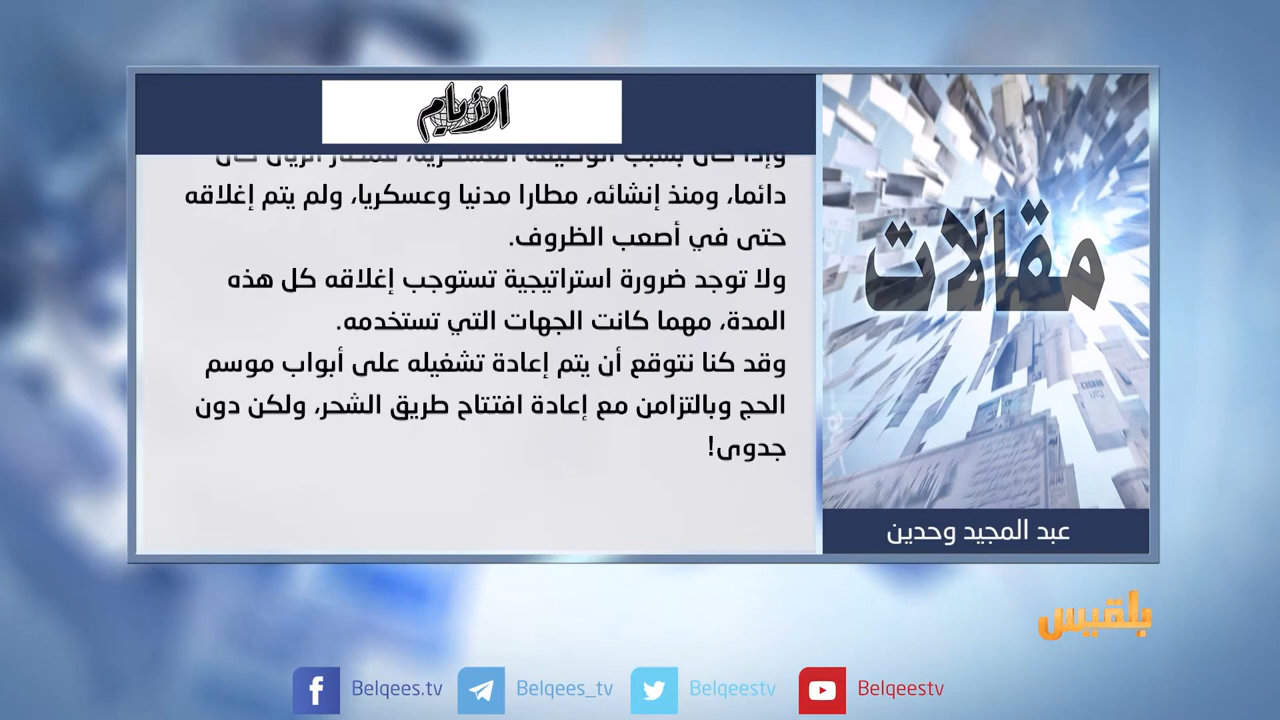 الأيام
دائما، ومنذ إنشائه، مطارا مدنيا وعسكريا، ولم يتم إغلاقه
حتى في أصعب الظروف.
ولا توجد ضرورة استراتيجية تستوجب إغلاقه كل هذه
المدة، مهما كانت الجهات التي تستخدمه.
وقد كنا نتوقع أن يتم إعادة تشغيله على أبواب موسم
الحج وبالتزامن مع إعادة افتتاح طريق الشحر، ولكن دون
جدوى!
مقالات
عبد المجيد وحدين
بلقيس
Belqees.tv
Belqees_tv
Belqeestv
Belqeestv